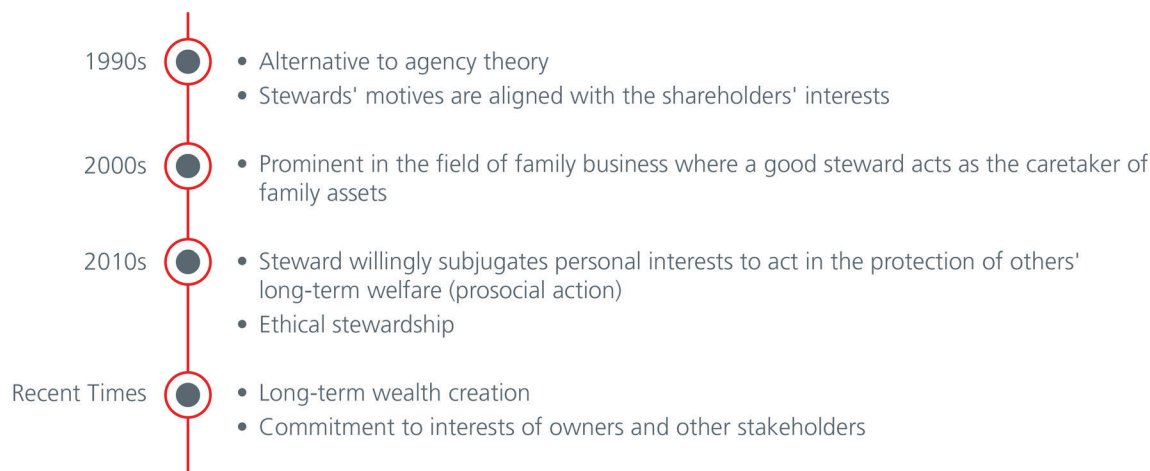 1990s
• Alternative to agency theory
• Stewards' motives are aligned with the shareholders' interests
2000s
• Prominent in the field of family business where a good steward acts as the caretaker of
family assets
2010s
• Steward willingly subjugates personal interests to act in the protection of others'
long-term welfare (prosocial action)
• Ethical stewardship
Recent Times
• Long-term wealth creation
• Commitment to interests of owners and other stakeholders